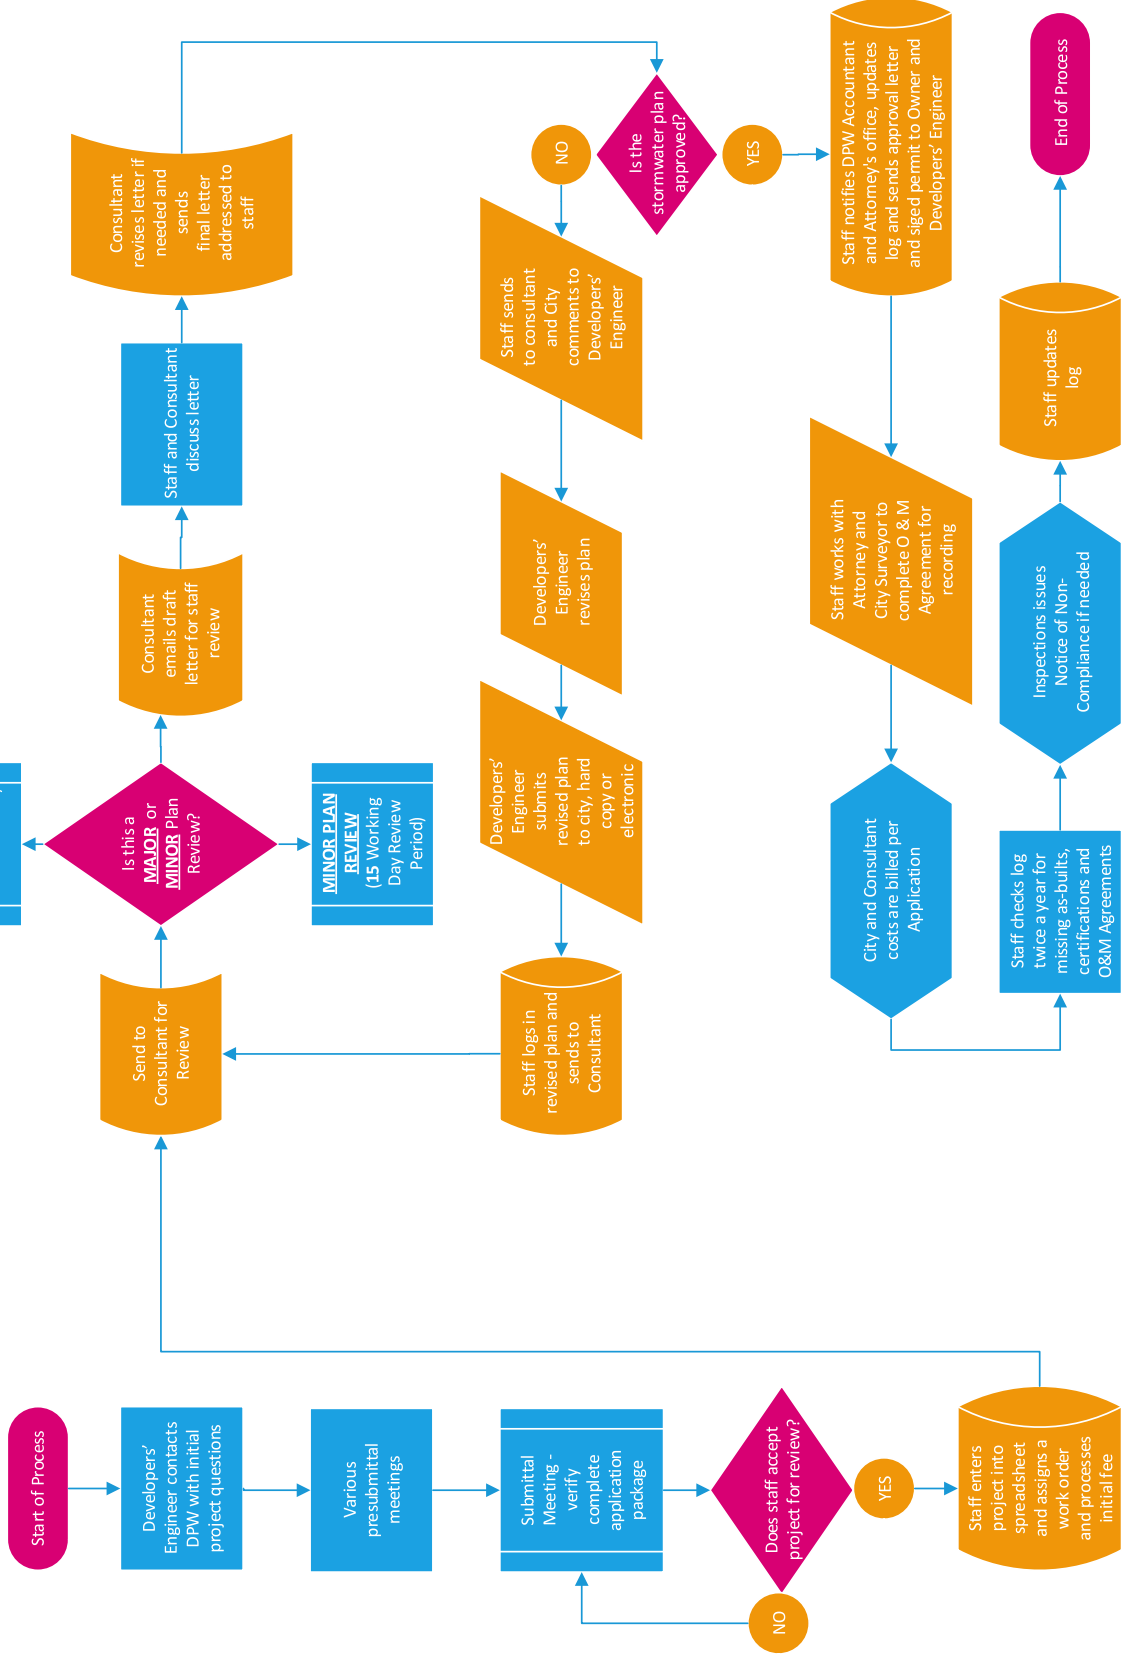 Start of Process
Developers'
Engineer contacts
DPW with initial
project questions
Various
presubmittal
meetings
Submittal
Meeting -
verify
complete
application
package
Does staff accept
project for review?
NO
YES
Staff enters
project into
spreadsheet
and assigns a
work order
and processes
initial fee
Send to
Consultant for
Review
Is this a
MAJOR or
MINOR Plan
Review?
MINOR PLAN
REVIEW
(15 Working
Day Review
Period)
Consultant
emails draft
letter for staff
review
Staff and Consultant
discuss letter
Consultant
revises letter if
needed and
sends
final letter
addressed to
staff
Is the
stormwater plan
approved?
NO
YES
Staff sends
to consultant
and City
comments to
Developers'
Engineer
Developers'
Engineer
revises plan
Developers'
Engineer
submits
revised plan
to city, hard
copy or
electronic
Staff logs in
revised plan and
sends to
Consultant
Staff notifies DPW Accountant
and Attorney's office, updates
log and sends approval letter
and siged permit to Owner and
Developers' Engineer
Staff works with
Attorney and
City Surveyor to
complete O & M
Agreement for
recording
City and Consultant
costs are billed per
Application
Staff checks log
twice a year for
missing as-builts,
certifications and
O&M Agreements
Inspections issues
Notice of Non-
Compliance if needed
Staff updates
log
End of Process